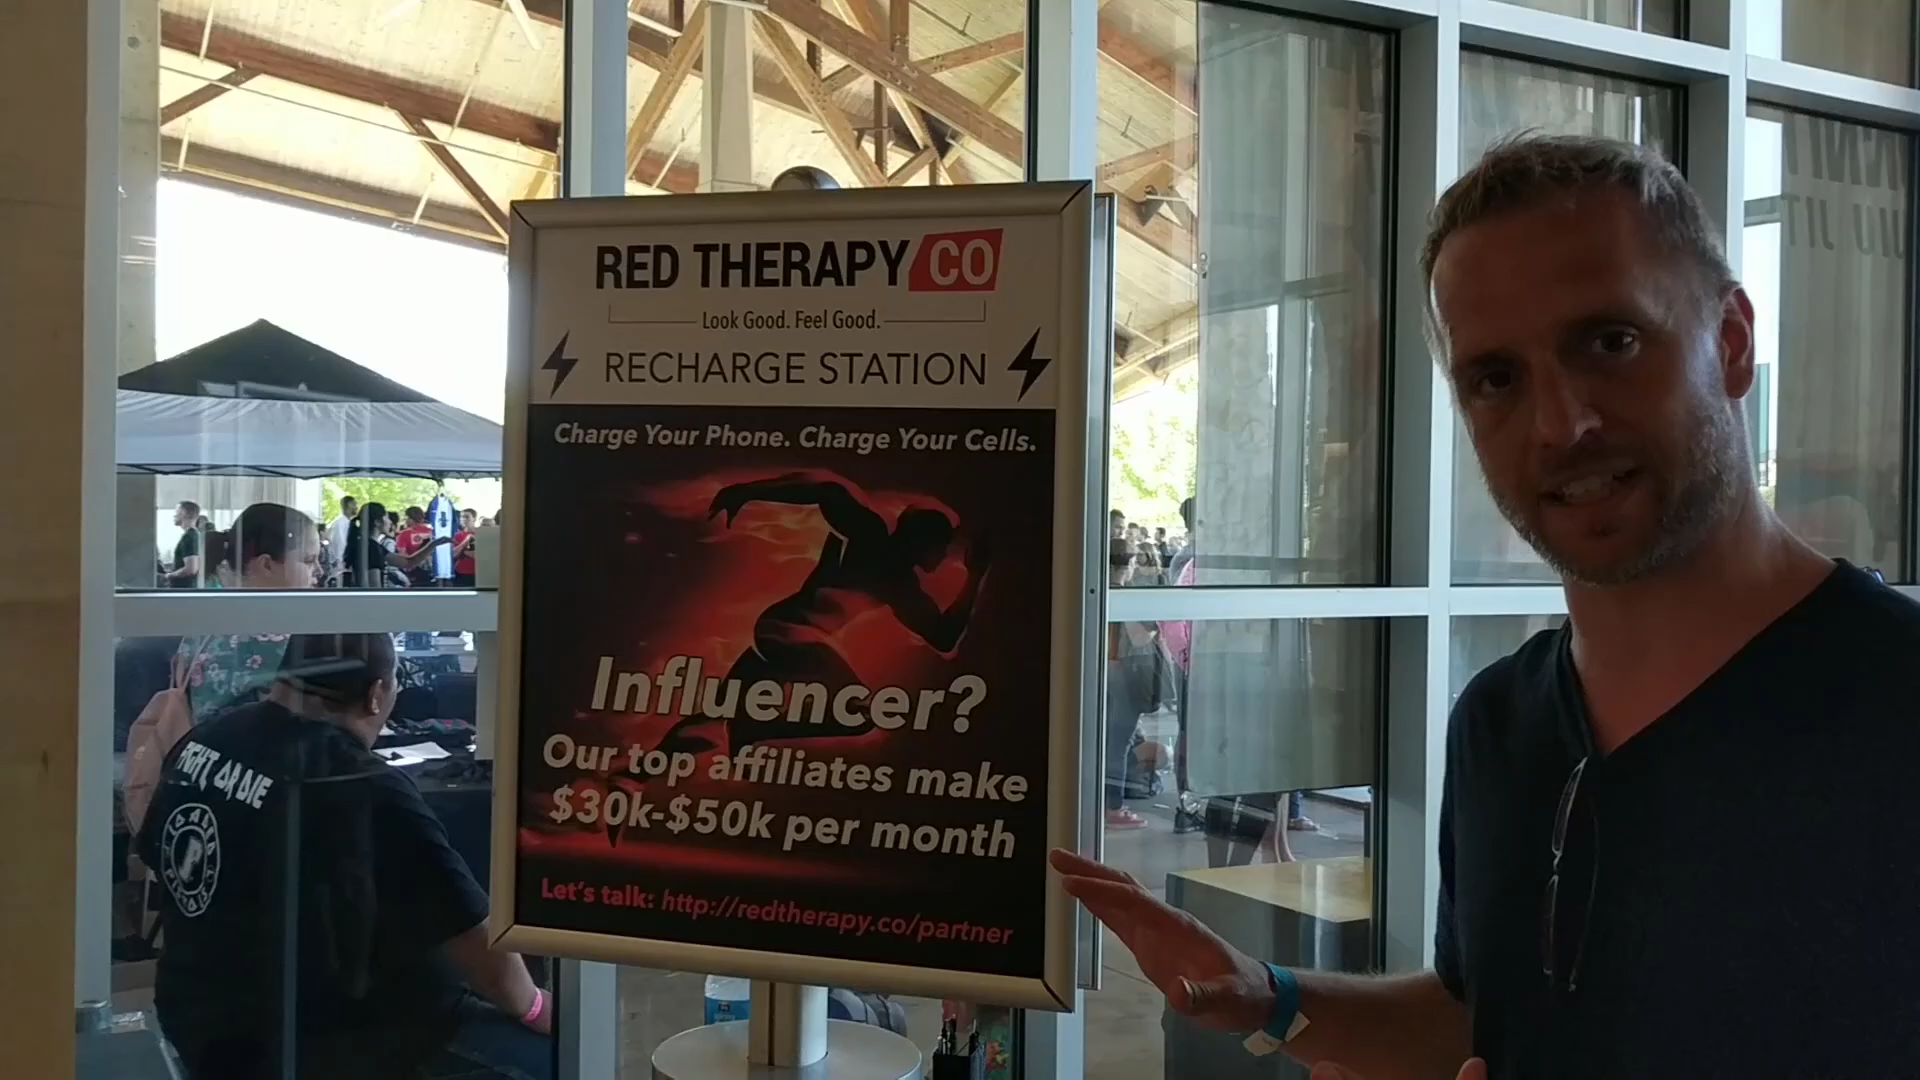 RED THERAPY CO
Look Good. Feel Good.
RECHARGE STATION
Charge Your Phone. Charge Your Cells.
Influencer?
Our top affiliates make
$30k-$50k per month
Let's talk: http://redtherapy.co/partner
FIGHT OR DIE